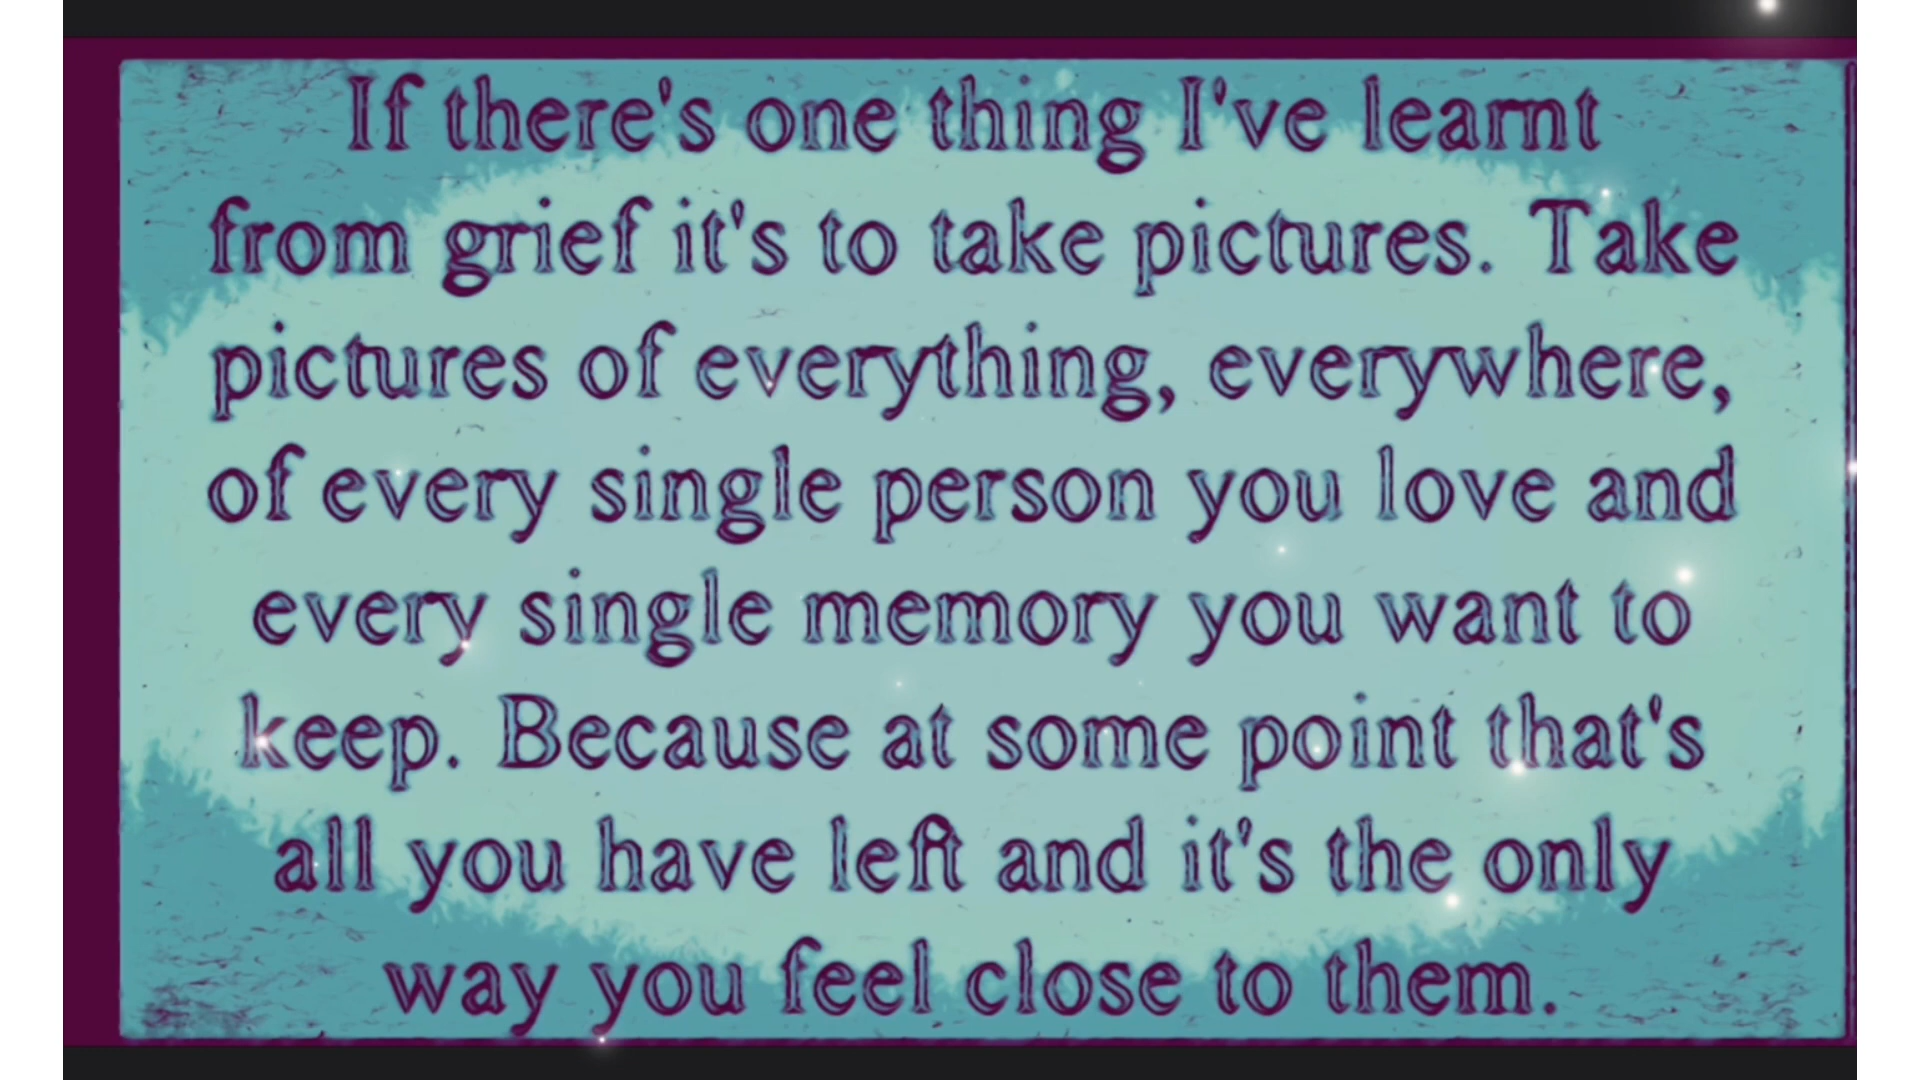 If there's one thing I've learnt
from grief it's to take pictures. Take
pictures of everything, everywhere,
of every single person you love and
every single memory you want to
keep. Because at some point that's
all you have left and it's the only
way you feel close to them.